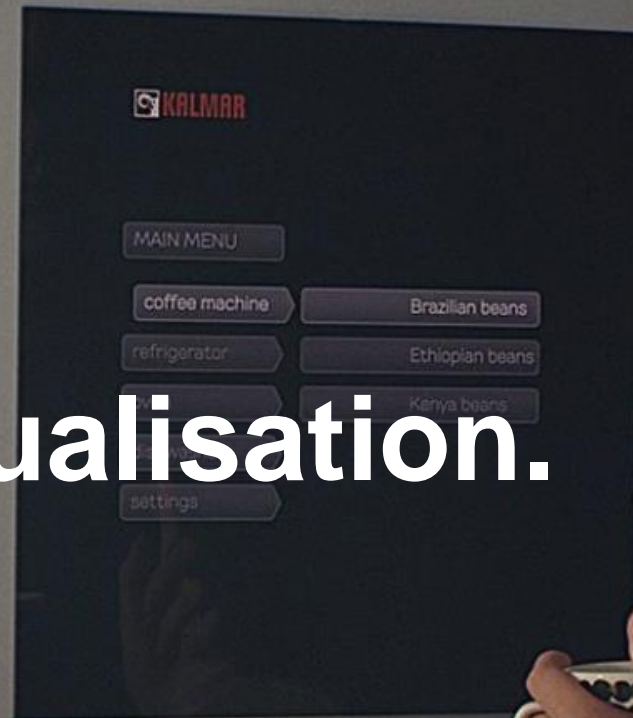 KALMAR
MAIN MENU
coffee machine
Brazilian beans
refrigerator
Ethiopian beans
Kenya beans
ualisation.
settings